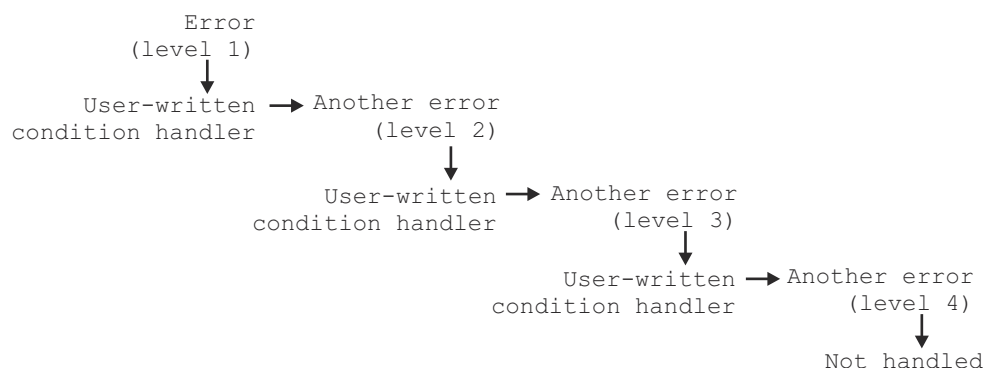 Error
(level 1)
User-written
condition handler
Another error
(level 2)
User-written
condition handler
Another error
(level 3)
User-written
condition handler
Another error
(level 4)
Not handled